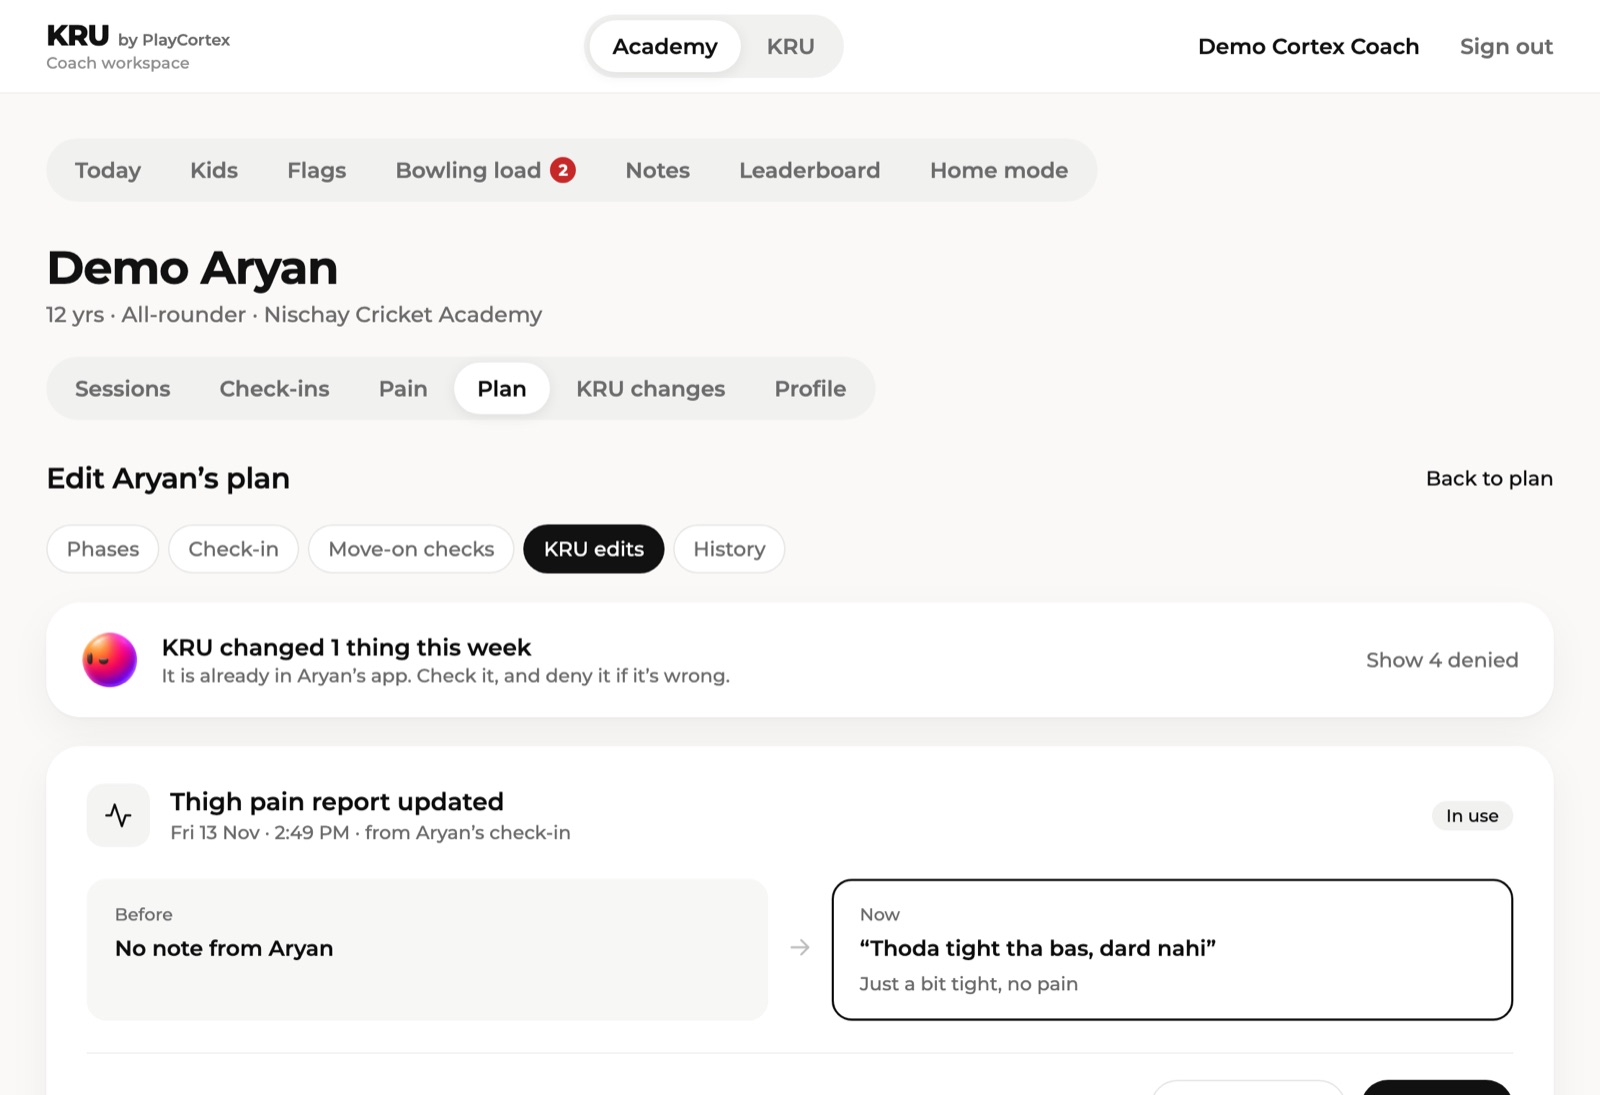 KRU by PlayCortex
Coach workspace
Academy
KRU
Demo Cortex Coach
Sign out
Today
Kids
Flags
Bowling load 2
Notes
Leaderboard
Home mode
Demo Aryan
12 yrs · All-rounder · Nischay Cricket Academy
Sessions
Check-ins
Pain
Plan
KRU changes
Profile
Edit Aryan’s plan
Back to plan
Phases
Check-in
Move-on checks
KRU edits
History
KRU changed 1 thing this week
It is already in Aryan’s app. Check it, and deny it if it’s wrong.
Show 4 denied
Thigh pain report updated
Fri 13 Nov · 2:49 PM · from Aryan’s check-in
In use
Before
No note from Aryan
Now
“Thoda tight tha bas, dard nahi”
Just a bit tight, no pain